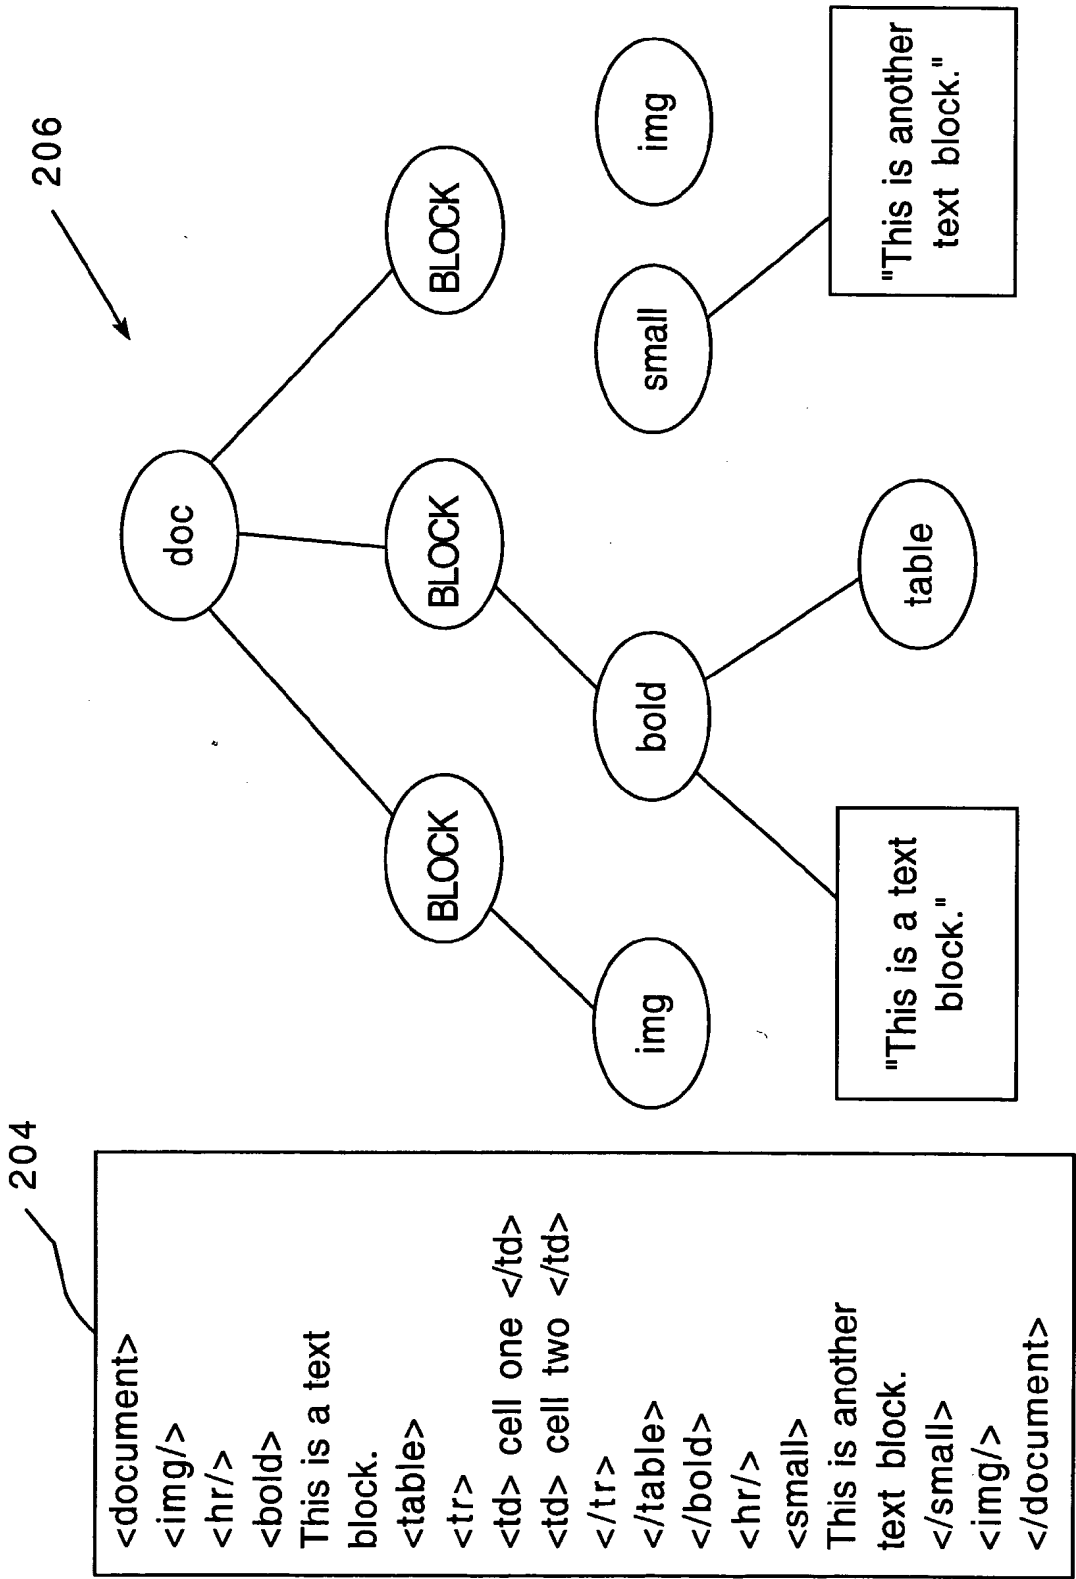 204
<document>
<img/>
<hr/>
<bold>
This is a text
block.
<table>
<tr>
<td> cell one </td>
<td> cell two </td>
</tr>
</table>
</bold>
<hr/>
<small>
This is another
text block.
</small>
<img/>
</document>
206
doc
BLOCK
BLOCK
BLOCK
img
bold
small
img
"This is a text
block."
table
"This is another
text block."